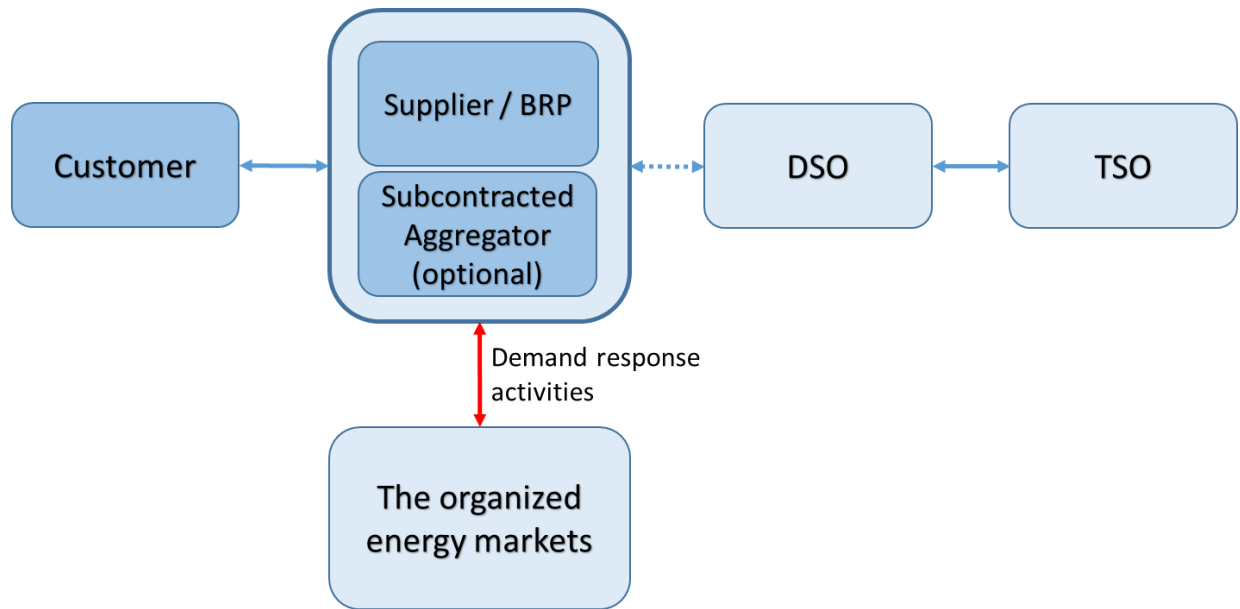 Supplier / BRP
Customer
Subcontracted
Aggregator
(optional)
DSO
TSO
Demand response
activities
The organized
energy markets